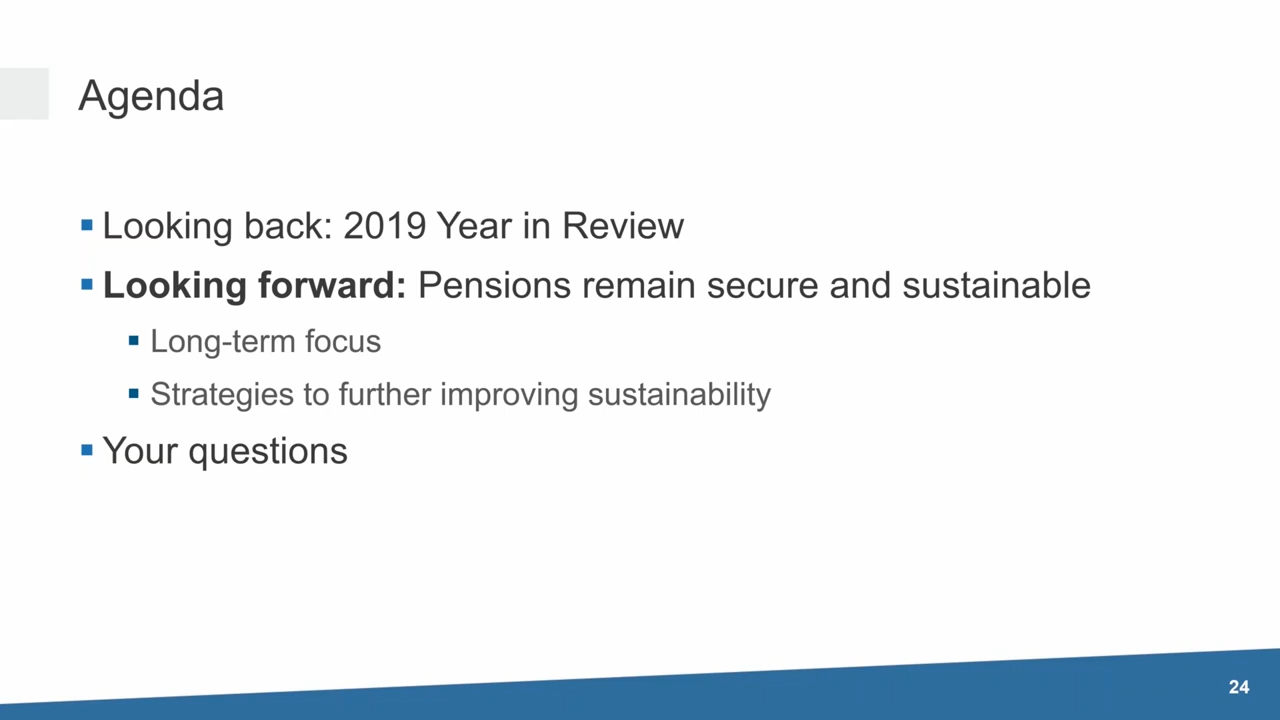 Agenda
Looking back: 2019 Year in Review
Looking forward: Pensions remain secure and sustainable
Long-term focus
Strategies to further improving sustainability
Your questions
24